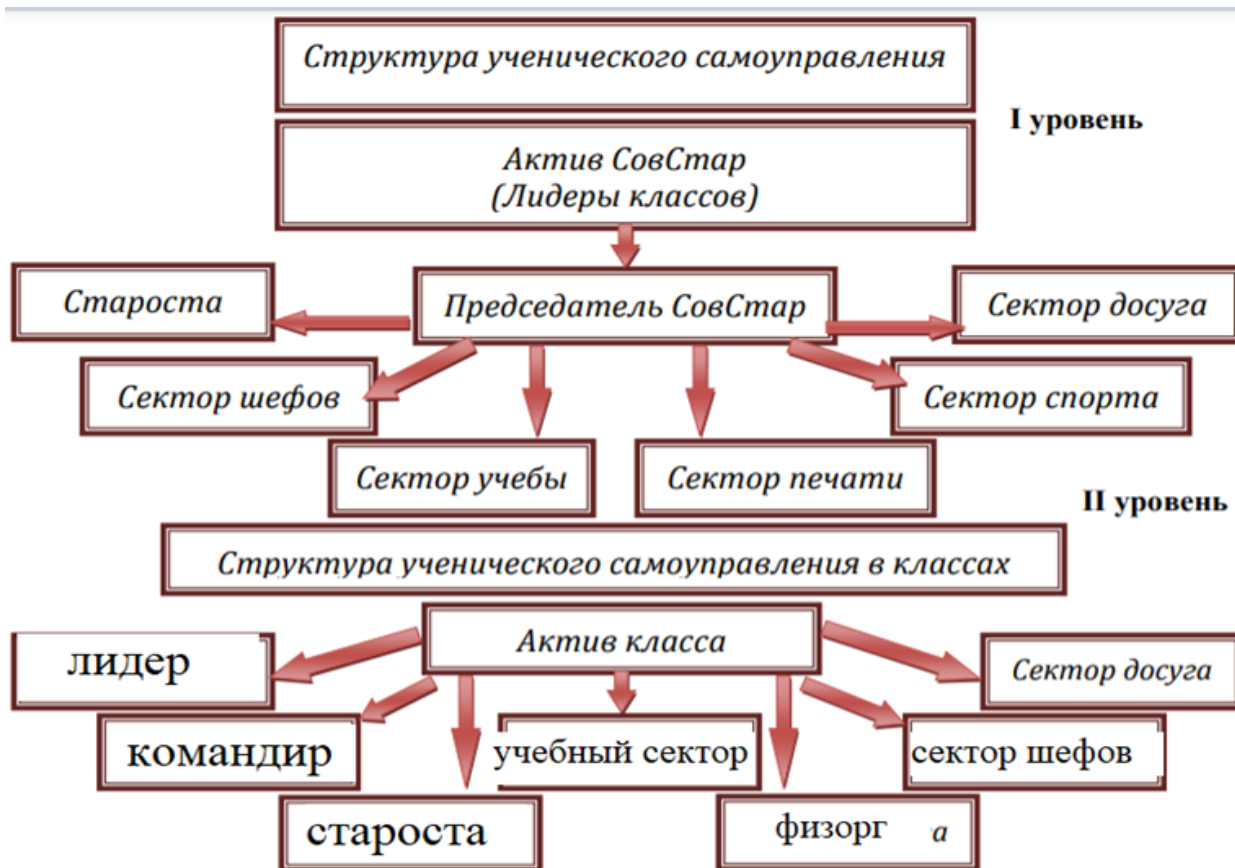 Структура ученического самоуправления
I уровень
Актив СовСтар
(Лидеры классов)
Староста
Председатель СовСтар
Сектор досуга
Сектор шефов
Сектор спорта
Сектор учебы
Сектор печати
II уровень
Структура ученического самоуправления в классах
Актив класса
лидер
Сектор досуга
командир
учебный сектор
сектор шефов
староста
физорг а